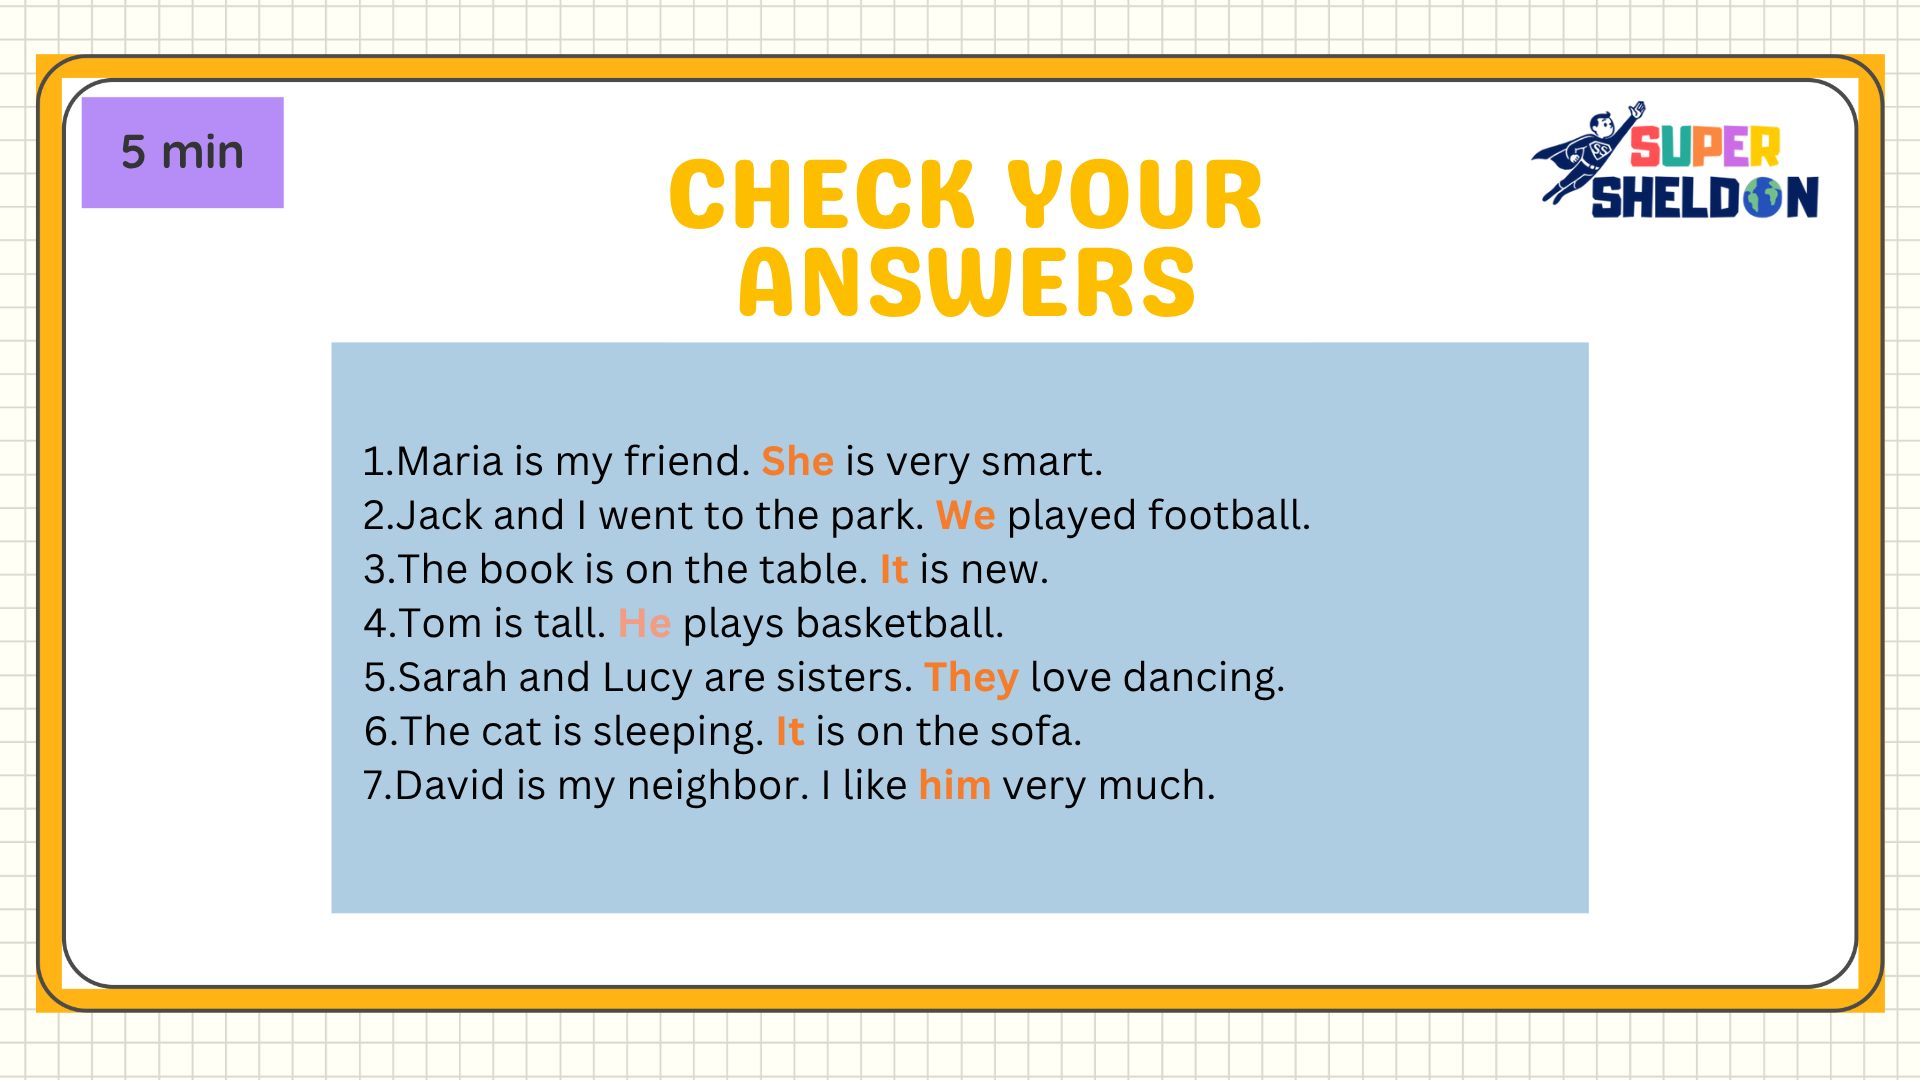 5 min
SUPER
SHELDON
CHECK YOUR
ANSWERS
1.Maria is my friend. She is very smart.
2.Jack and I went to the park. We played football.
3.The book is on the table. It is new.
4.Tom is tall. He plays basketball.
5.Sarah and Lucy are sisters. They love dancing.
6.The cat is sleeping. It is on the sofa.
7.David is my neighbor. I like him very much.